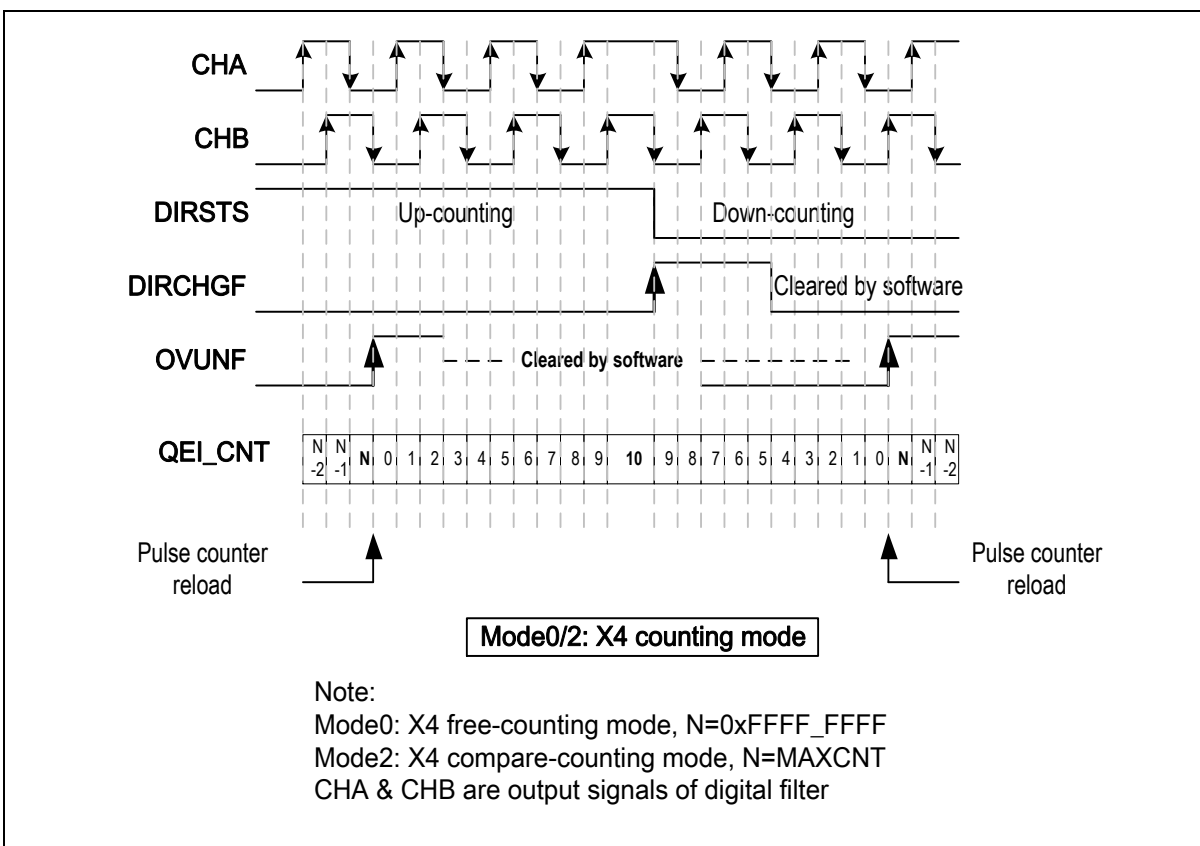 CHA
CHB
DIRSTS
Up-counting
Down-counting
DIRCHGF
Cleared by software
OVUNF
Cleared by software
QEI_CNT
N-2 N-1 N 0 1 2 3 4 5 6 7 8 9 10 9 8 7 6 5 4 3 2 1 0 N N-1 N-2
Pulse counter
reload
Pulse counter
reload
Mode0/2: X4 counting mode
Note:
Mode0: X4 free-counting mode, N=0xFFFF_FFFF
Mode2: X4 compare-counting mode, N=MAXCNT
CHA & CHB are output signals of digital filter